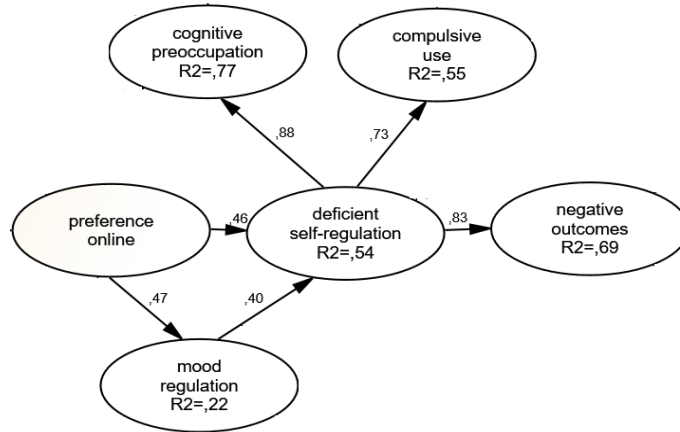 cognitive
preoccupation
R2=,77
compulsive
use
R2=,55
,88
,73
preference
online
,46
deficient
self-regulation
R2=,54
,83
negative
outcomes
R2=,69
,47
,40
mood
regulation
R2=,22